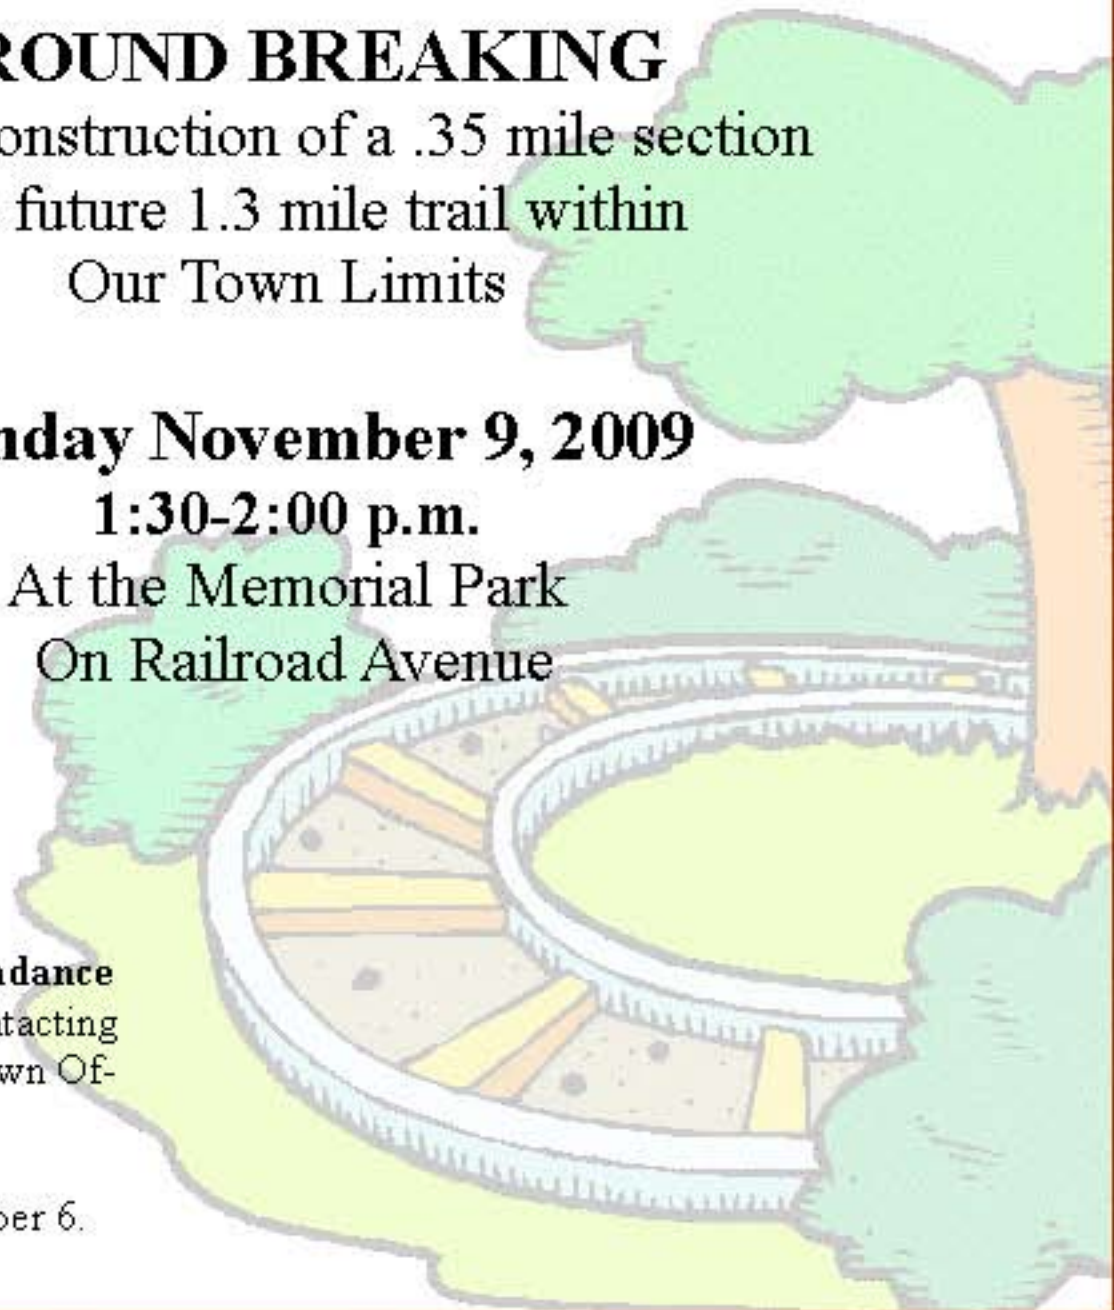 ROUND BREAKING
onstruction of a .35 mile section
future 1.3 mile trail within
Our Town Limits
nday November 9, 2009
1:30-2:00 p.m.
At the Memorial Park
On Railroad Avenue
ndance
tacting
wn Of-
ber 6.